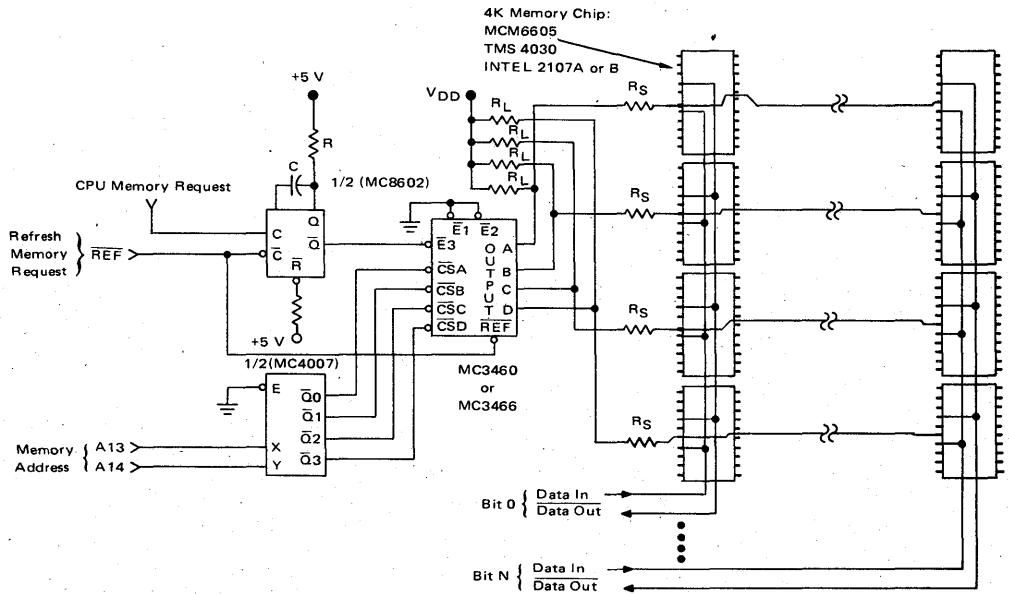 4K Memory Chip:
MCM6605
TMS 4030
INTEL 2107A or B
+5 V
VDD
RL
RL
RL
RL
RS
R
C
1/2 (MC8602)
CPU Memory Request
C
Q
Q
C
R
Refresh
Memory
Request
REF
+5 V
E1
E2
E3
CSA
CSB
CSC
CSD
OUTPUT
A
B
C
D
REF
MC3460
or
MC3466
RS
RS
RS
1/2(MC4007)
E
Q0
Q1
Q2
Q3
X
Y
Memory
Address
A13
A14
Bit 0
Data In
Data Out
Bit N
Data In
Data Out